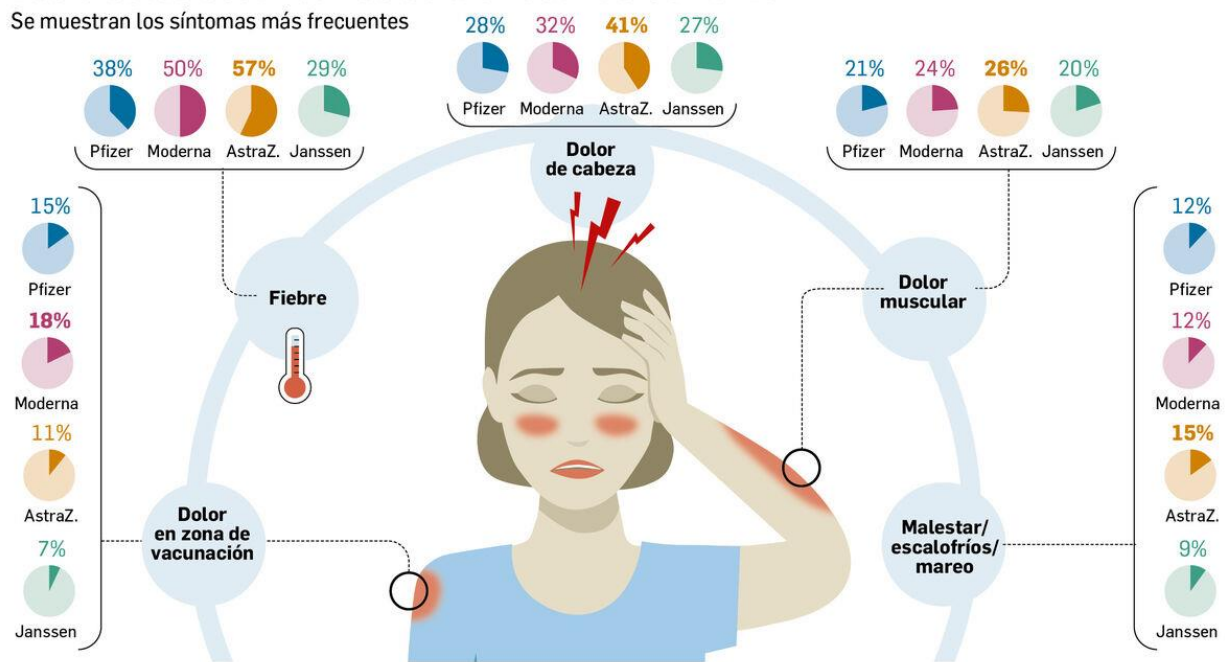 Se muestran los síntomas más frecuentes
38% 50% 57% 29%
Pfizer Moderna AstraZ. Janssen
28% 32% 41% 27%
Pfizer Moderna AstraZ. Janssen
21% 24% 26% 20%
Pfizer Moderna AstraZ. Janssen
Dolor
de cabeza
Fiebre
Dolor
muscular
15%
Pfizer
18%
Moderna
11%
AstraZ.
7%
Janssen
Dolor
en zona de
vacunación
Malestar/
escalofríos/
mareo
12%
Pfizer
12%
Moderna
15%
AstraZ.
9%
Janssen